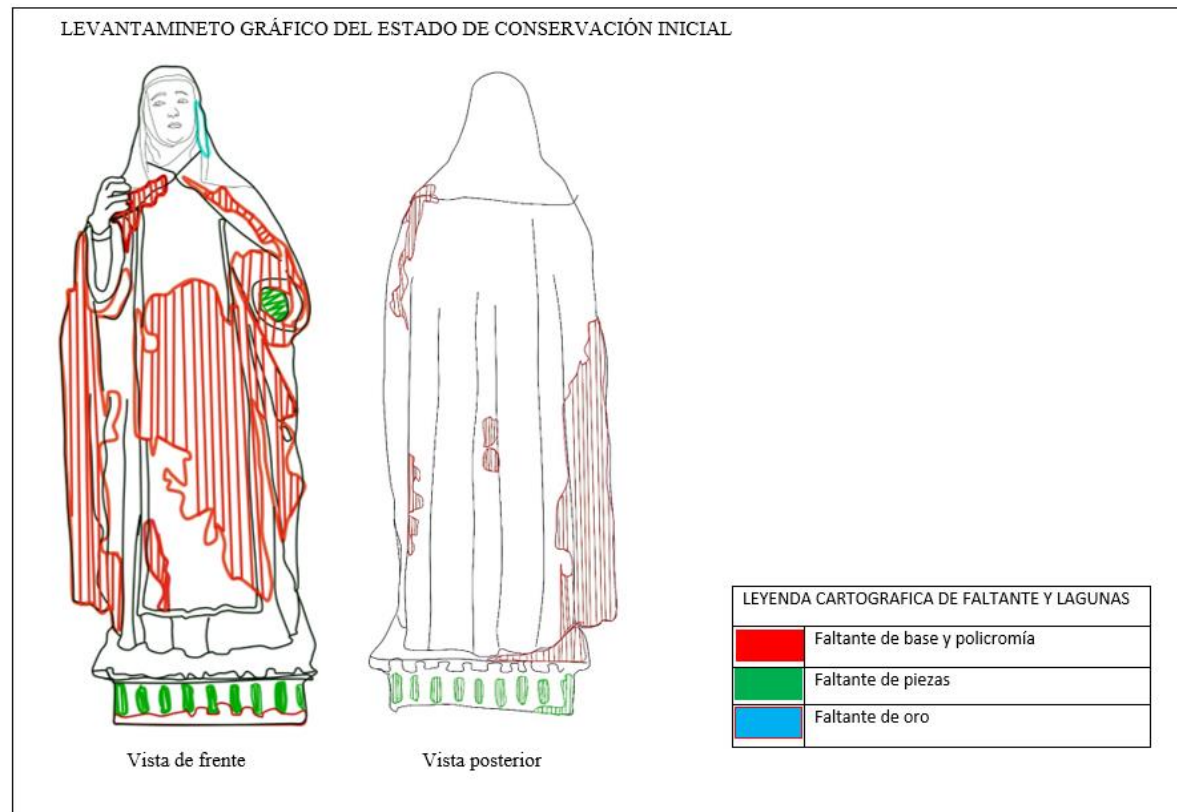 LEVANTAMINETO GRÁFICO DEL ESTADO DE CONSERVACIÓN INICIAL
Vista de frente
Vista posterior
LEYENDA CARTOGRAFICA DE FALTANTE Y LAGUNAS
Faltante de base y policromía
Faltante de piezas
Faltante de oro